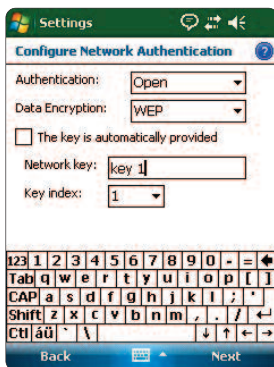 Settings
Configure Network Authentication ?
Authentication: Open
Data Encryption: WEP
The key is automatically provided
Network key: key 1
Key index: 1
123 1 2 3 4 5 6 7 8 9 0 - =
Tab q w e r t y u i o p [ ]
CAP a s d f g h j k l ; '
Shift z x c v b n m , . /
Ctl áü ` \
Back Next